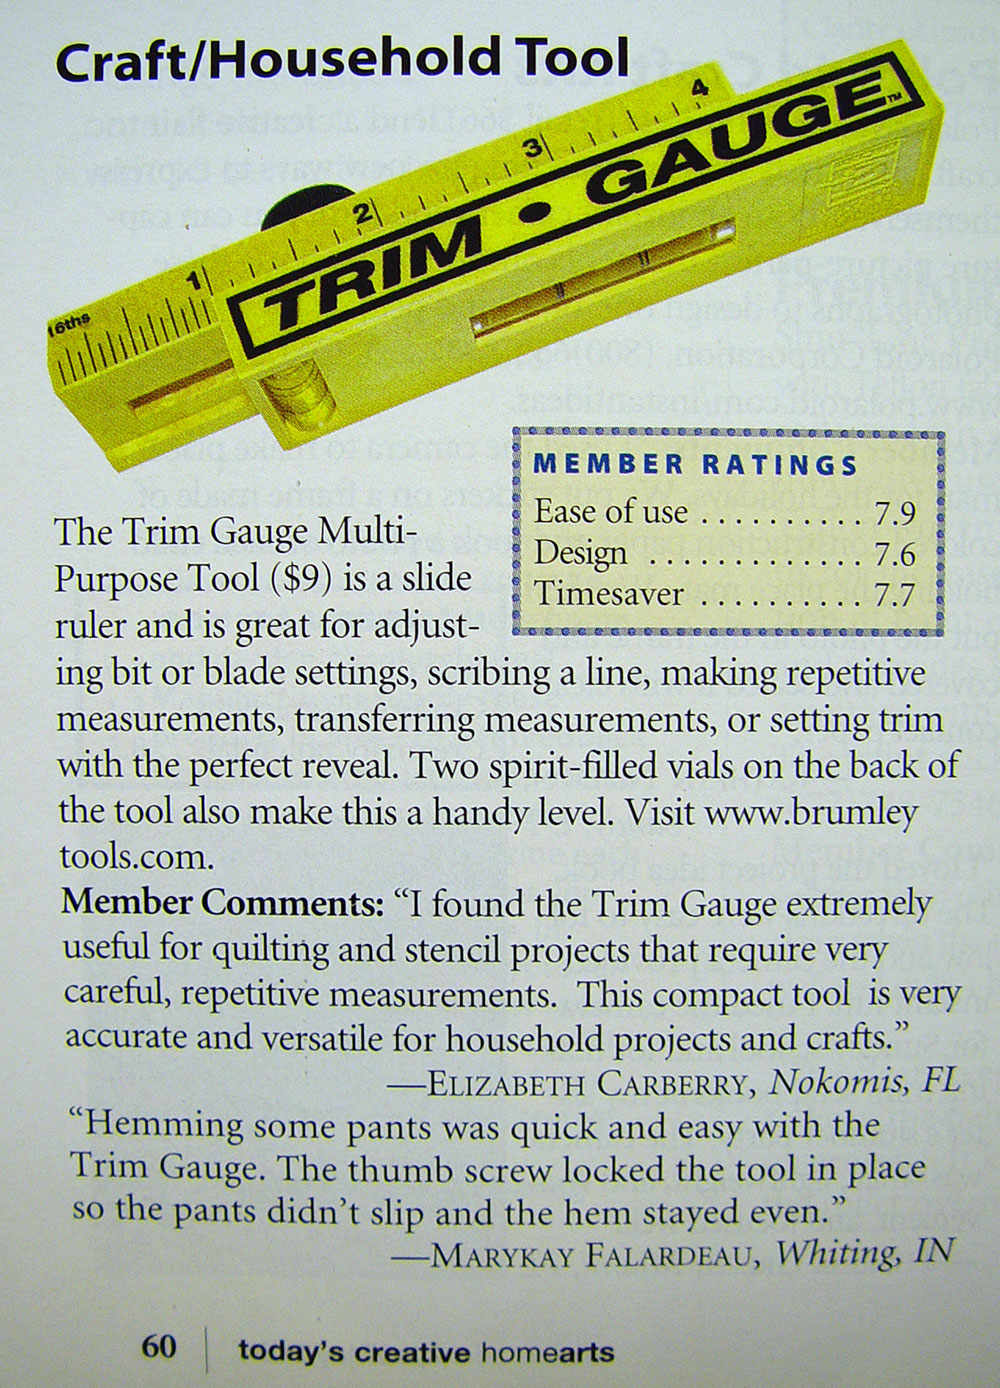 Craft/Household Tool
16ths 1 2 3 4
TRIM • GAUGE™
MEMBER RATINGS
Ease of use . . . . . . . . . . 7.9
Design . . . . . . . . . . . . . 7.6
Timesaver . . . . . . . . . . 7.7
The Trim Gauge Multi-
Purpose Tool ($9) is a slide
ruler and is great for adjust-
ing bit or blade settings, scribing a line, making repetitive
measurements, transferring measurements, or setting trim
with the perfect reveal. Two spirit-filled vials on the back of
the tool also make this a handy level. Visit www.brumley
tools.com.
Member Comments: “I found the Trim Gauge extremely
useful for quilting and stencil projects that require very
careful, repetitive measurements. This compact tool is very
accurate and versatile for household projects and crafts.”
—ELIZABETH CARBERRY, Nokomis, FL
“Hemming some pants was quick and easy with the
Trim Gauge. The thumb screw locked the tool in place
so the pants didn’t slip and the hem stayed even.”
—MARYKAY FALARDEAU, Whiting, IN
60 | today's creative homearts